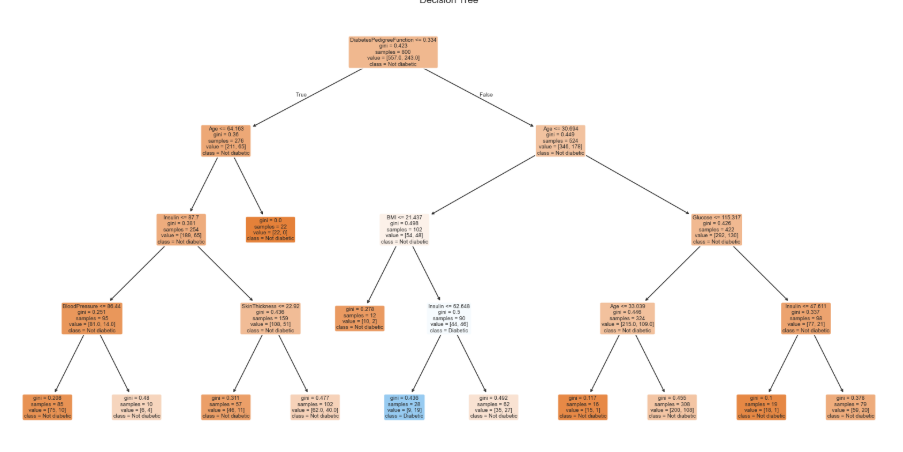 Decision Tree
DiabetesPedigreeFunction <= 0.334
gini = 0.423
samples = 800
value = [557.0, 243.0]
class = Not diabetic
True
False
Age <= 64.169
gini = 0.36
samples = 276
value = [211, 65]
class = Not diabetic
Age <= 30.694
gini = 0.449
samples = 524
value = [346, 178]
class = Not diabetic
Insulin <= 87.7
gini = 0.381
samples = 254
value = [189, 65]
class = Not diabetic
gini = 0.0
samples = 22
value = [22, 0]
class = Not diabetic
BMI <= 21.437
gini = 0.498
samples = 102
value = [54, 48]
class = Not diabetic
Glucose <= 115.317
gini = 0.426
samples = 422
value = [292, 130]
class = Not diabetic
BloodPressure <= 86.44
gini = 0.251
samples = 95
value = [81.0, 14.0]
class = Not diabetic
SkinThickness <= 22.92
gini = 0.436
samples = 159
value = [108, 51]
class = Not diabetic
gini = 0.278
samples = 12
value = [10, 2]
class = Not diabetic
Insulin <= 62.648
gini = 0.5
samples = 90
value = [44, 46]
class = Diabetic
Age <= 33.039
gini = 0.446
samples = 324
value = [215.0, 109.0]
class = Not diabetic
Insulin <= 47.611
gini = 0.337
samples = 98
value = [77, 21]
class = Not diabetic
gini = 0.208
samples = 85
value = [75, 10]
class = Not diabetic
gini = 0.48
samples = 10
value = [6, 4]
class = Not diabetic
gini = 0.311
samples = 57
value = [46, 11]
class = Not diabetic
gini = 0.477
samples = 102
value = [62.0, 40.0]
class = Not diabetic
gini = 0.436
samples = 28
value = [9, 19]
class = Diabetic
gini = 0.492
samples = 62
value = [35, 27]
class = Not diabetic
gini = 0.117
samples = 16
value = [15, 1]
class = Not diabetic
gini = 0.455
samples = 308
value = [200, 108]
class = Not diabetic
gini = 0.1
samples = 19
value = [18, 1]
class = Not diabetic
gini = 0.378
samples = 79
value = [59, 20]
class = Not diabetic